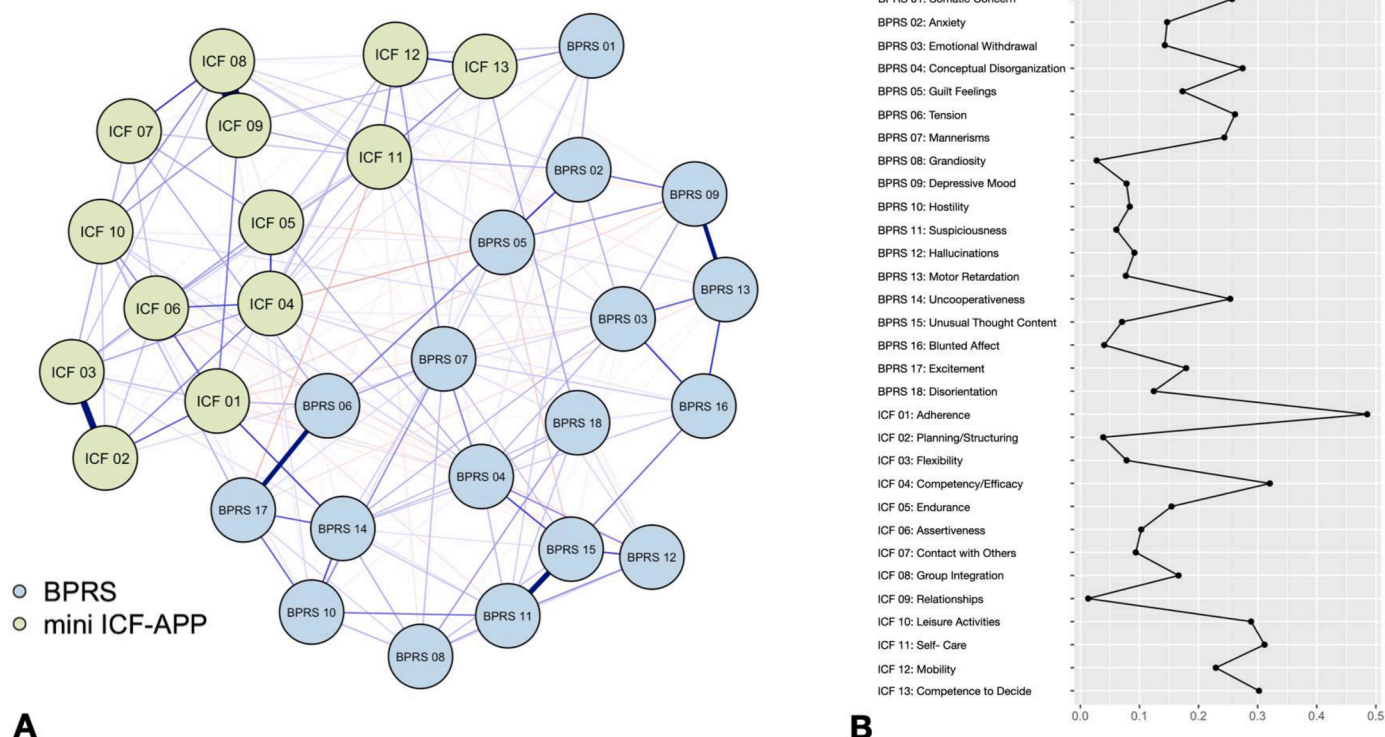 ICF 08
ICF 12
ICF 13
BPRS 01
ICF 07
ICF 09
ICF 11
BPRS 02
BPRS 09
ICF 10
ICF 05
BPRS 05
ICF 06
ICF 04
BPRS 03
BPRS 13
ICF 03
BPRS 07
ICF 01
BPRS 06
BPRS 18
BPRS 16
ICF 02
BPRS 04
BPRS 17
BPRS 14
BPRS 15
BPRS 12
BPRS 10
BPRS 11
BPRS 08
BPRS
mini ICF-APP
A
BPRS 01: Somatic Concern
BPRS 02: Anxiety
BPRS 03: Emotional Withdrawal
BPRS 04: Conceptual Disorganization
BPRS 05: Guilt Feelings
BPRS 06: Tension
BPRS 07: Mannerisms
BPRS 08: Grandiosity
BPRS 09: Depressive Mood
BPRS 10: Hostility
BPRS 11: Suspiciousness
BPRS 12: Hallucinations
BPRS 13: Motor Retardation
BPRS 14: Uncooperativeness
BPRS 15: Unusual Thought Content
BPRS 16: Blunted Affect
BPRS 17: Excitement
BPRS 18: Disorientation
ICF 01: Adherence
ICF 02: Planning/Structuring
ICF 03: Flexibility
ICF 04: Competency/Efficacy
ICF 05: Endurance
ICF 06: Assertiveness
ICF 07: Contact with Others
ICF 08: Group Integration
ICF 09: Relationships
ICF 10: Leisure Activities
ICF 11: Self- Care
ICF 12: Mobility
ICF 13: Competence to Decide
0.0 0.1 0.2 0.3 0.4 0.5
B